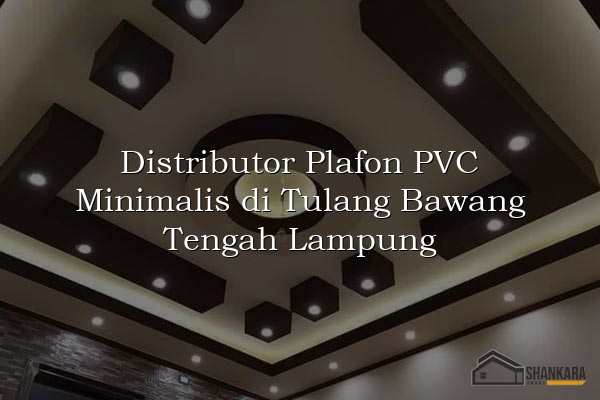 Distributor Plafon PVC
Minimalis di Tulang Bawang
Tengah Lampung
SHANKARA